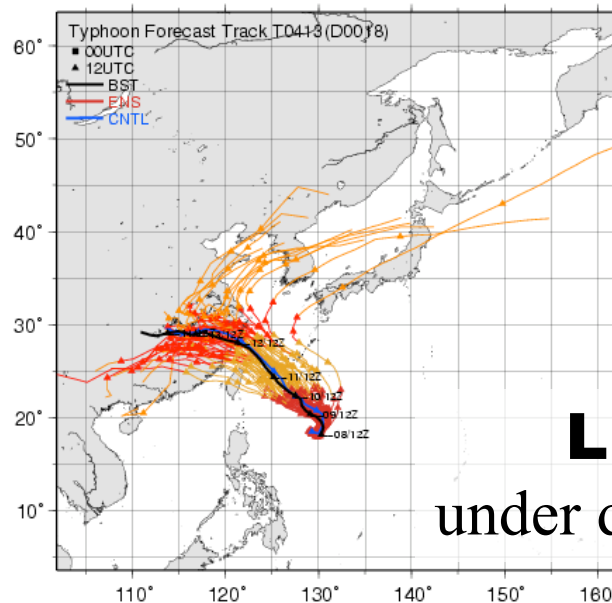 60°
Typhoon Forecast Track T0413(D0018)
00UTC
12UTC
BST
ENS
CNTL
50°
40°
30°
12/12Z
11/12Z
10/12Z
20°
09/12Z
08/12Z
L
under
10°
110°
120°
130°
140°
150°
160